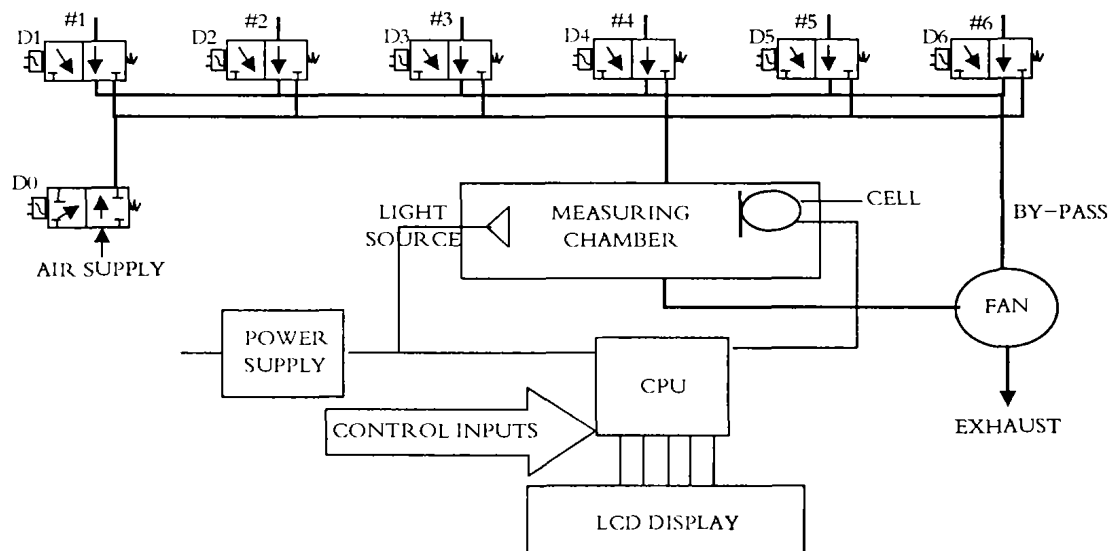 #1 #2 #3 #4 #5 #6
D1 D2 D3 D4 D5 D6
D0
AIR SUPPLY
LIGHT
SOURCE
MEASURING
CHAMBER
CELL
BY-PASS
FAN
POWER
SUPPLY
CPU
CONTROL INPUTS
EXHAUST
LCD DISPLAY